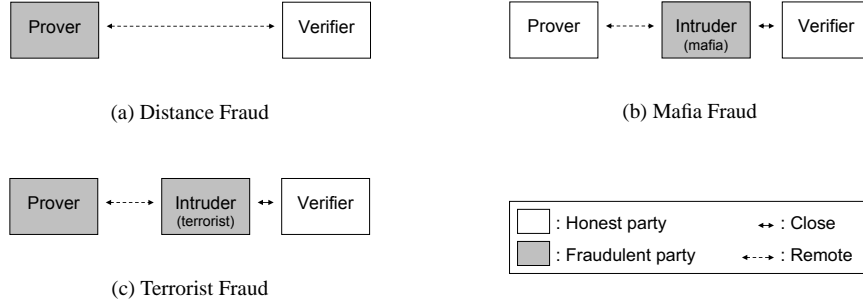 Prover
Verifier
(a) Distance Fraud
Prover
Intruder
(mafia)
Verifier
(b) Mafia Fraud
Prover
Intruder
(terrorist)
Verifier
(c) Terrorist Fraud
: Honest party
: Close
: Fraudulent party
: Remote